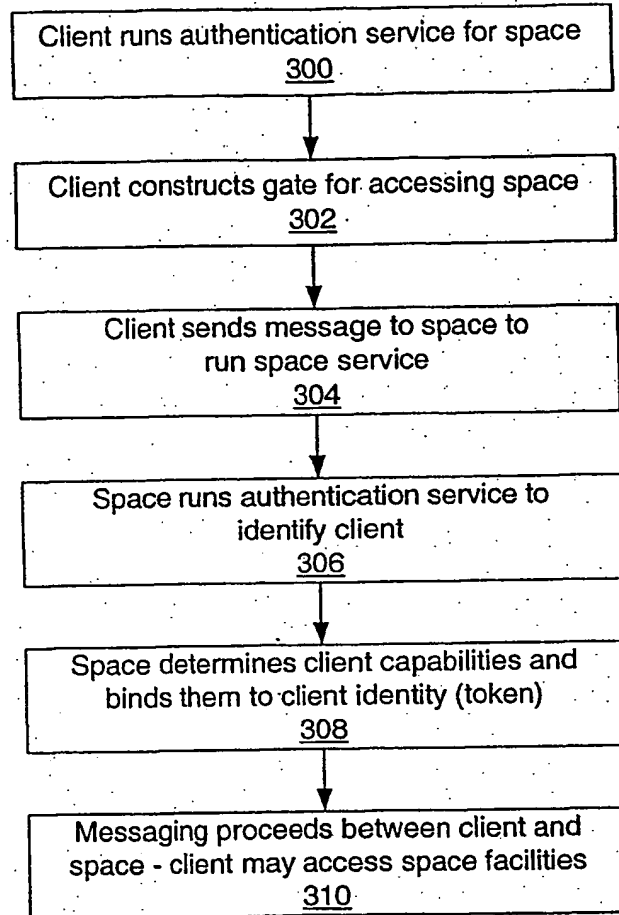 Client runs authentication service for space
300
Client constructs gate for accessing space
302
Client sends message to space to
run space service
304
Space runs authentication service to
identify client
306
Space determines client capabilities and
binds them to client identity (token)
308
Messaging proceeds between client and
space - client may access space facilities
310